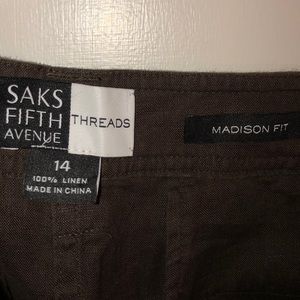 SAKS
FIFTH
AVENUE
THREADS
MADISON FIT
14
100% LINEN
MADE IN CHINA